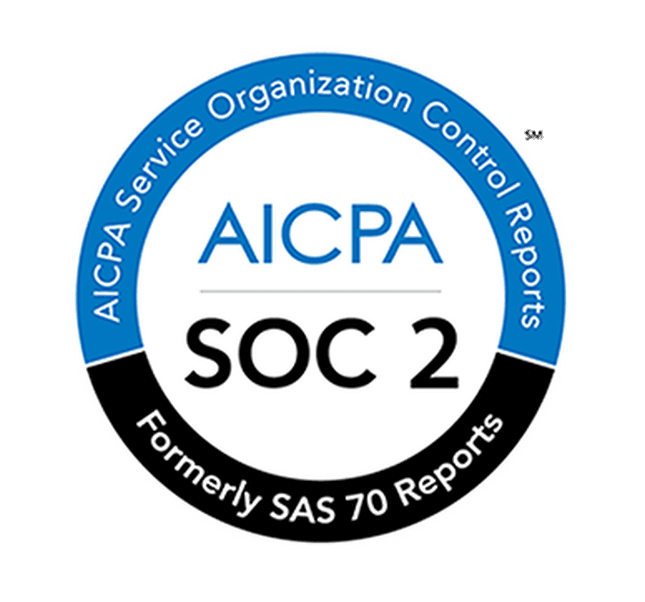 AICPA Service Organization Control Reports
SM
AICPA
SOC 2
Formerly SAS 70 Reports